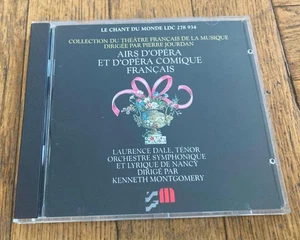 LE CHANT DU MONDE LDC 278 934
COLLECTION DU THÉÂTRE FRANÇAIS DE LA MUSIQUE
DIRIGÉE PAR PIERRE JOURDAN
AIRS D'OPÉRA
ET D'OPÉRA COMIQUE
FRANÇAIS
LAURENCE DALE, TÉNOR
ORCHESTRE SYMPHONIQUE
ET LYRIQUE DE NANCY
DIRIGÉ PAR
KENNETH MONTGOMERY